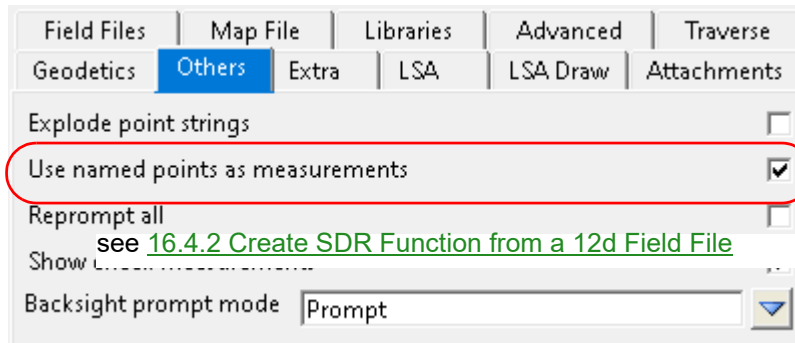 Field Files Map File Libraries Advanced Traverse
Geodetics Others Extra LSA LSA Draw Attachments
Explode point strings
Use named points as measurements
Reprompt all
see 16.4.2 Create SDR Function from a 12d Field File
Show
Backsight prompt mode Prompt